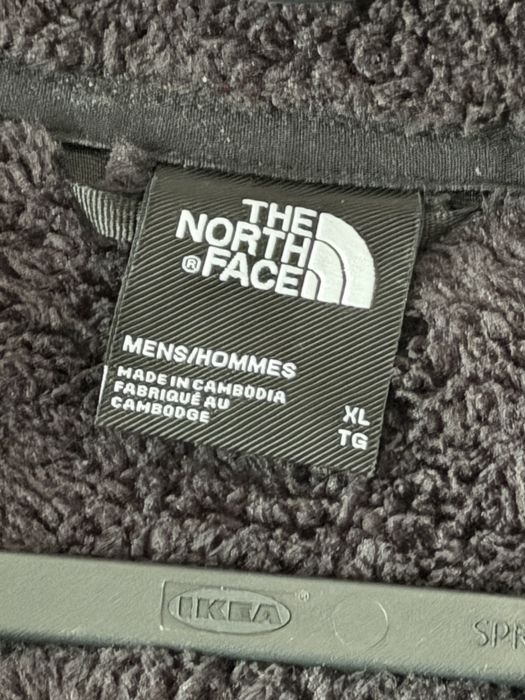 THE
NORTH
® FACE
MENS/HOMMES
MADE IN CAMBODIA
FABRIQUÉ AU
CAMBODGE
XL
TG
IKEA ®